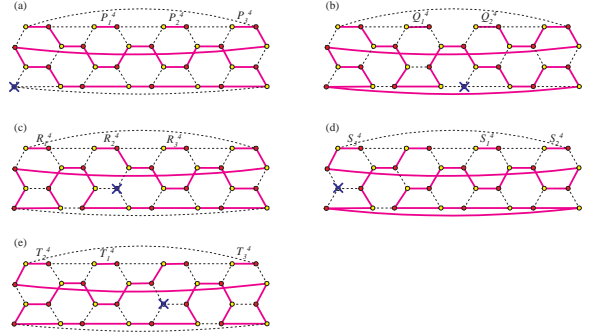 (a) P₁⁴ P₂⁴ P₃⁴
(b) Q₁⁴ Q₂⁴
(c) R₁⁴ R₂⁴ R₃⁴
(d) S₃⁴ S₁⁴ S₂⁴
(e) T₂⁴ T₁⁴ T₃⁴